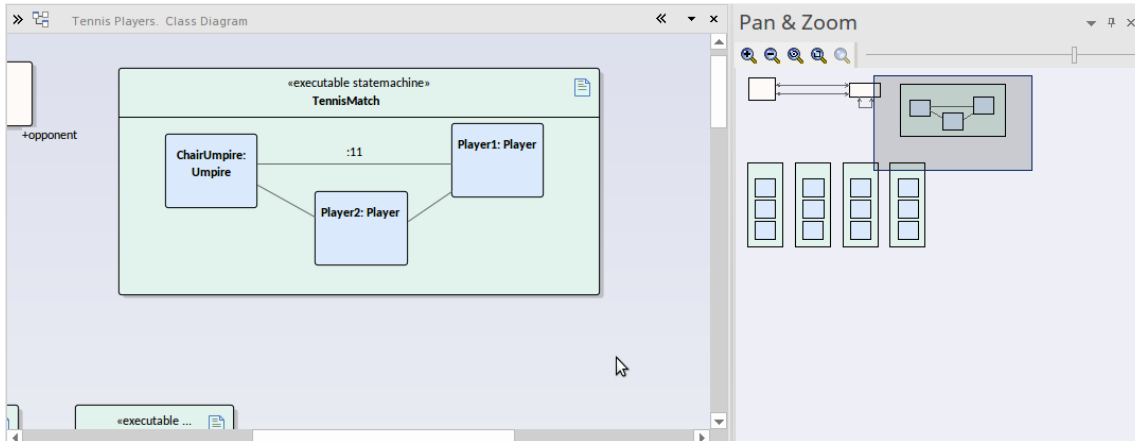 Tennis Players. Class Diagram
Pan & Zoom
«executable statemachine»
TennisMatch
+opponent
ChairUmpire:
Umpire
:11
Player1: Player
Player2: Player
«executable ...